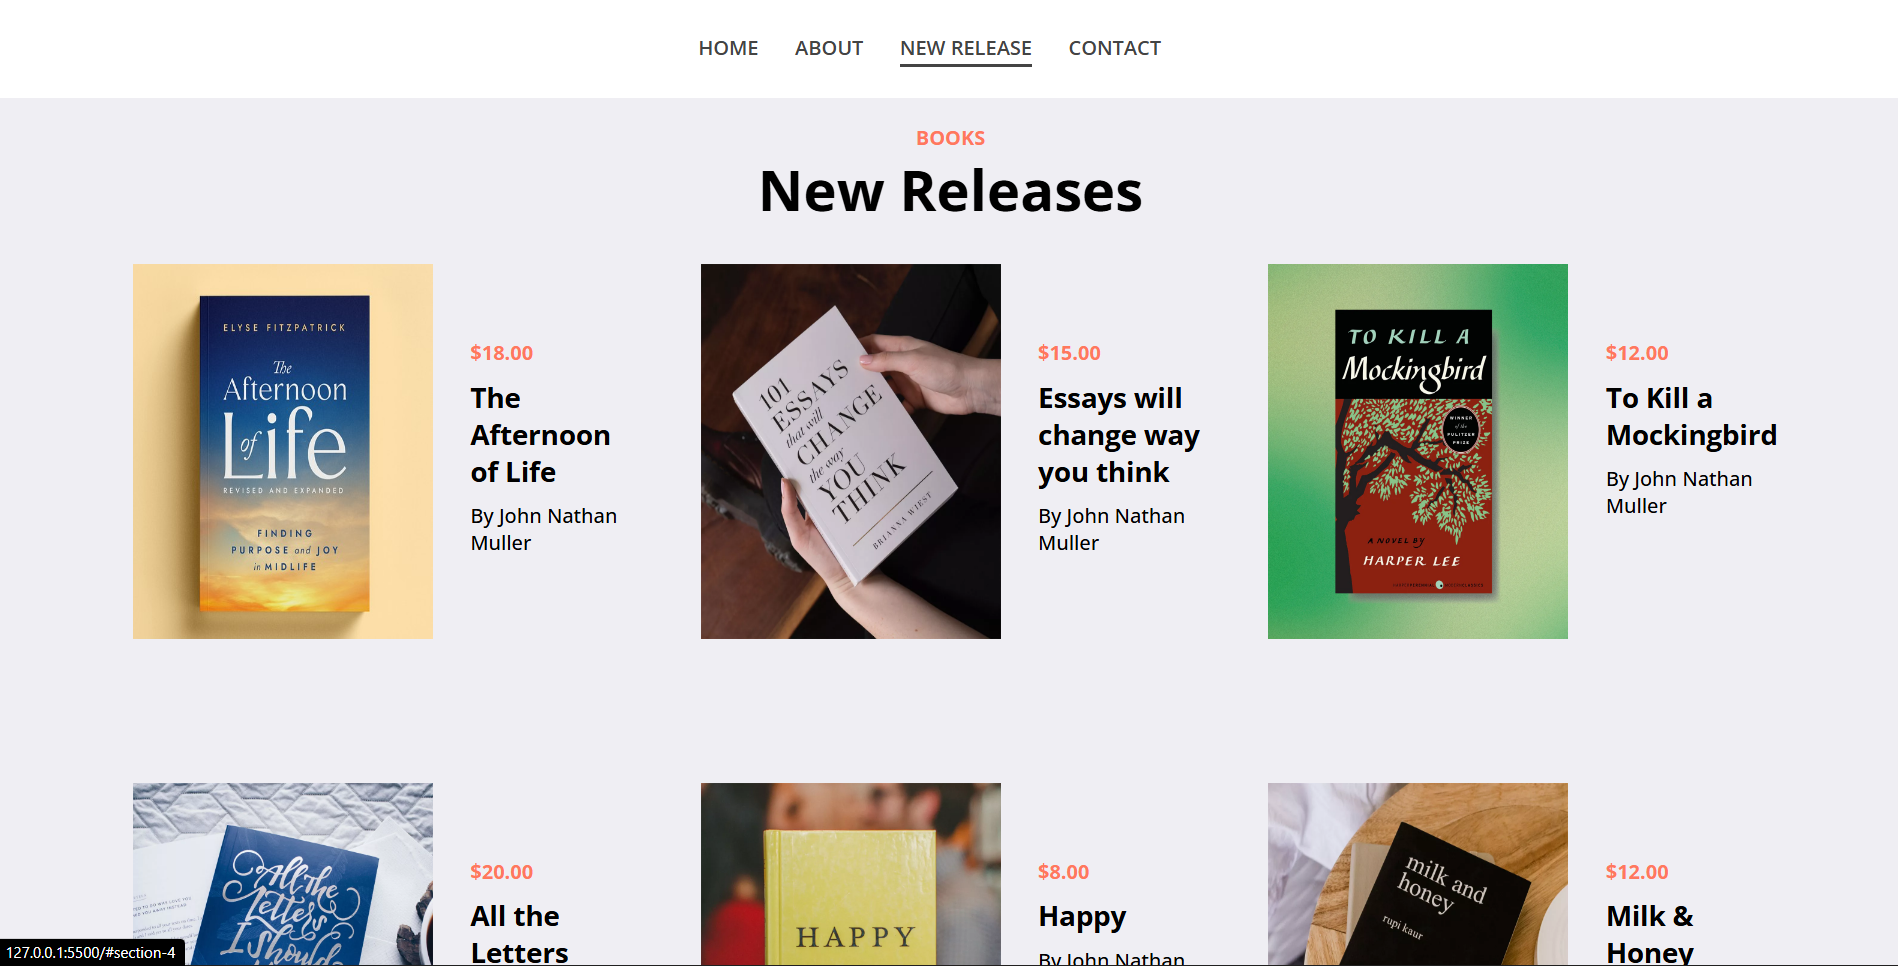 HOME ABOUT NEW RELEASE CONTACT
BOOKS
New Releases
ELYSE FITZPATRICK
The
Afternoon
of Life
REVISED AND EXPANDED
FINDING
PURPOSE and JOY
in MIDLIFE
$18.00
The
Afternoon
of Life
By John Nathan
Muller
101
ESSAYS
that will
CHANGE
the way
YOU
THINK
BRIANNA WIEST
$15.00
Essays will
change way
you think
By John Nathan
Muller
TO KILL A
Mockingbird
WINNER
of the
PULITZER
PRIZE
A NOVEL BY
HARPER LEE
$12.00
To Kill a
Mockingbird
By John Nathan
Muller
All the
Letters
I Should
$20.00
All the
Letters
HAPPY
$8.00
Happy
By John Nathan
milk and
honey
rupi kaur
$12.00
Milk &
Honey
127.0.0.1:5500/#section-4